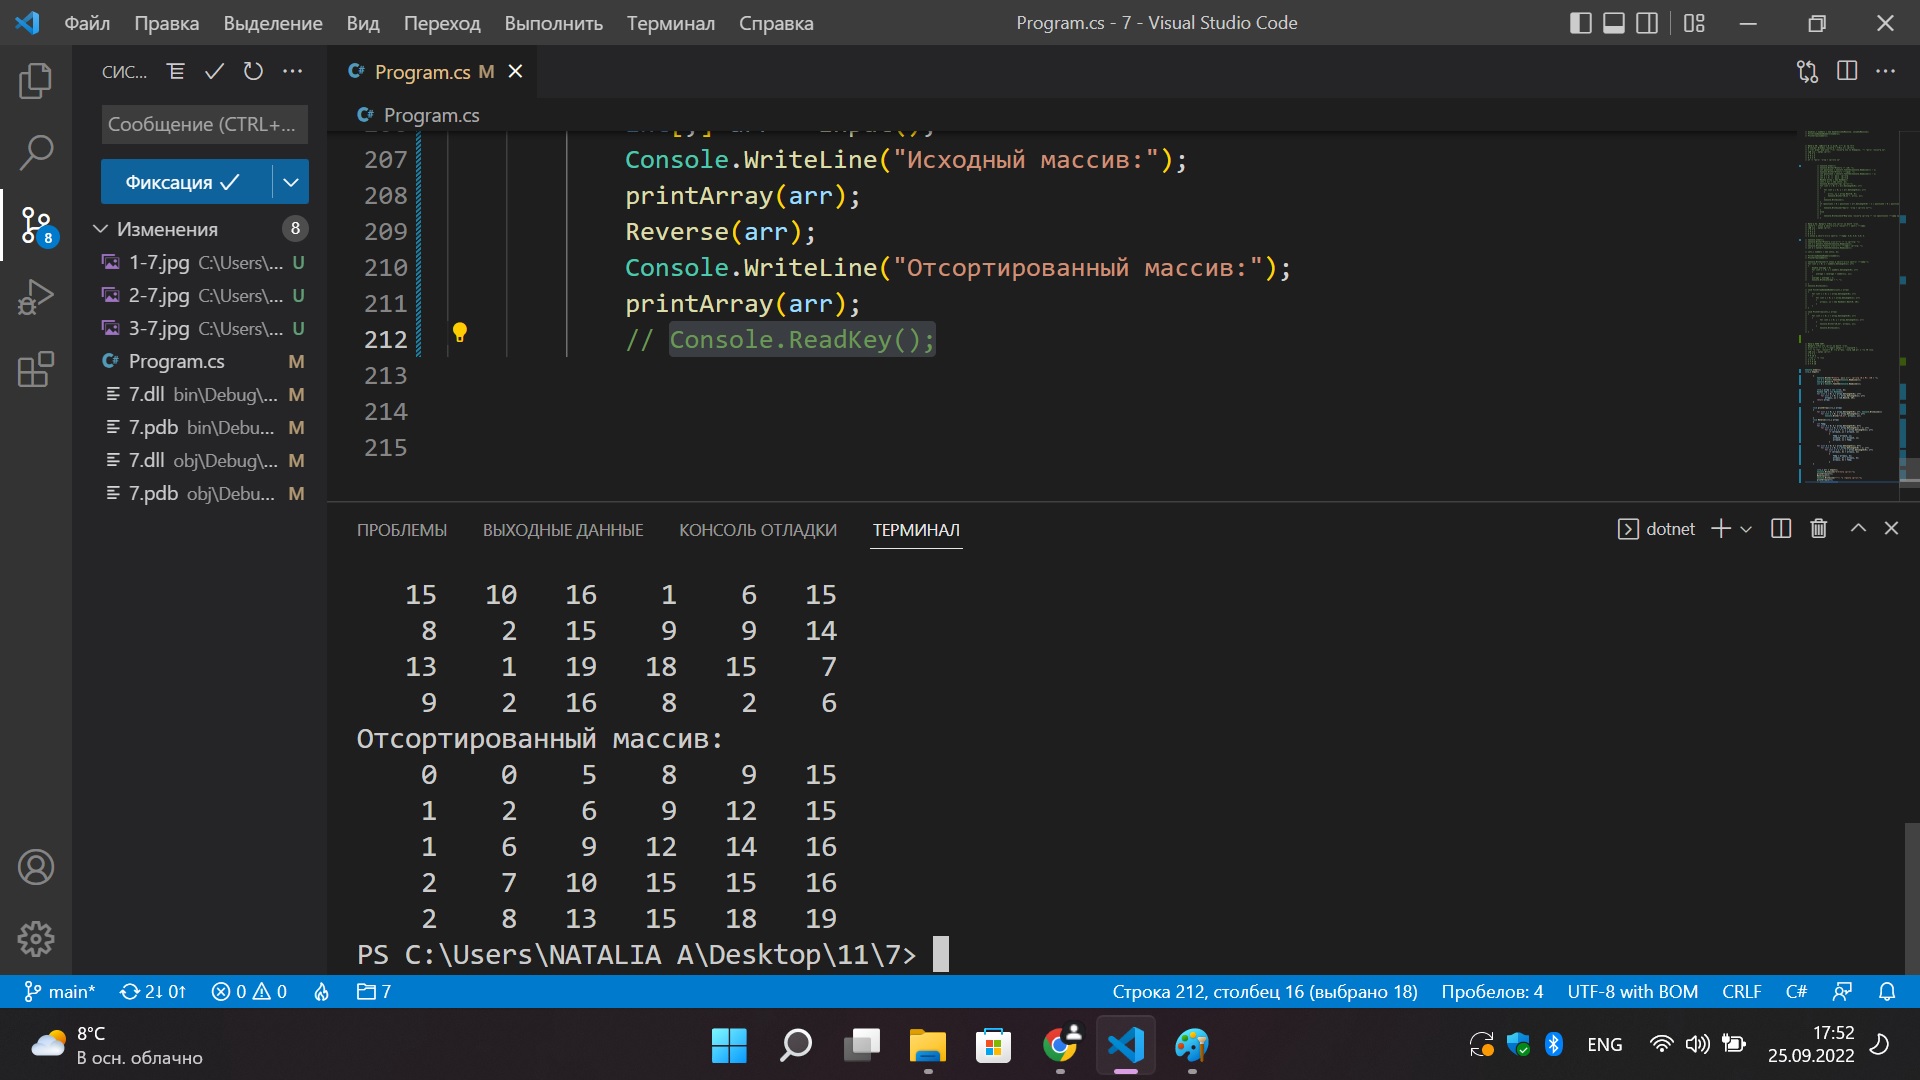 Файл Правка Выделение Вид Переход Выполнить Терминал Справка
Program.cs - 7 - Visual Studio Code
СИС...
Program.cs M
Сообщение (CTRL+...
Program.cs
Фиксация
Изменения 8
1-7.jpg C:\Users\... U
2-7.jpg C:\Users\... U
3-7.jpg C:\Users\... U
Program.cs M
7.dll bin\Debug\... M
7.pdb bin\Debu... M
7.dll obj\Debug\... M
7.pdb obj\Debu... M
8
207 Console.WriteLine("Исходный массив:");
208 printArray(arr);
209 Reverse(arr);
210 Console.WriteLine("Отсортированный массив:");
211 printArray(arr);
212 // Console.ReadKey();
213
214
215
ПРОБЛЕМЫ ВЫХОДНЫЕ ДАННЫЕ КОНСОЛЬ ОТЛАДКИ ТЕРМИНАЛ
dotnet
15 10 16 1 6 15
8 2 15 9 9 14
13 1 19 18 15 7
9 2 16 8 2 6
Отсортированный массив:
0 0 5 8 9 15
1 2 6 9 12 15
1 6 9 12 14 16
2 7 10 15 15 16
2 8 13 15 18 19
PS C:\Users\NATALIA A\Desktop\11\7>
main* 2↓ 0↑ 0 0 7
Строка 212, столбец 16 (выбрано 18) Пробелов: 4 UTF-8 with BOM CRLF C#
8°C
В осн. облачно
ENG
17:52
25.09.2022